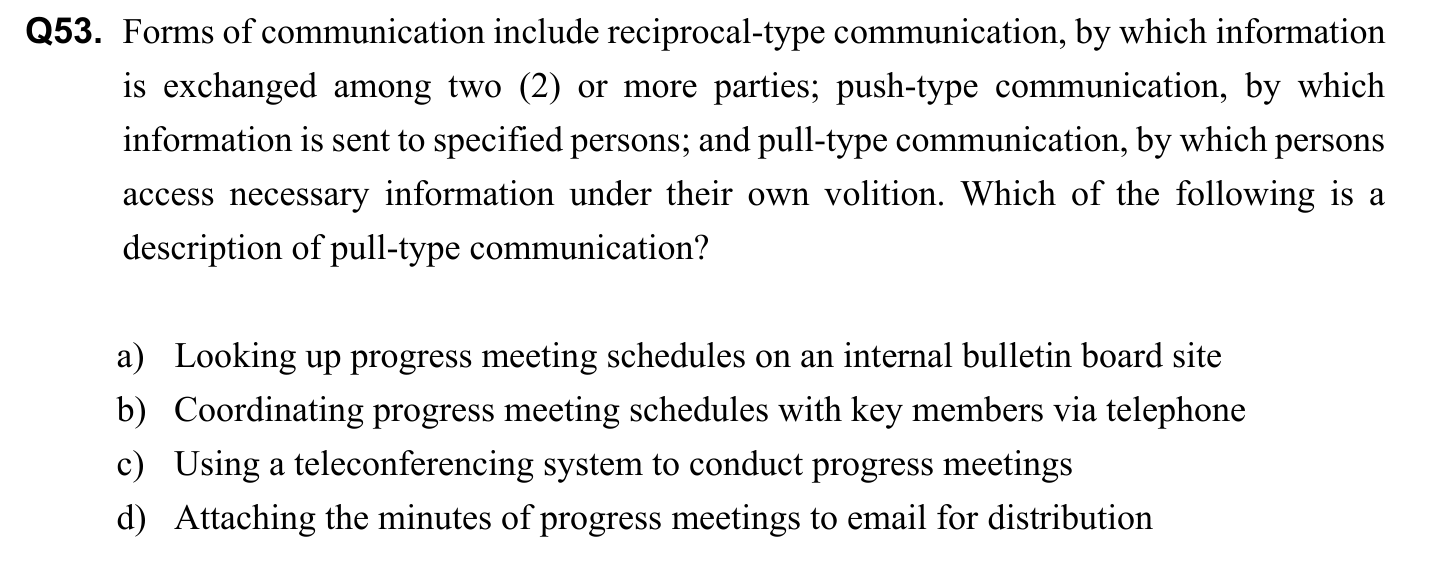 Q53. Forms of communication include reciprocal-type communication, by which information
is exchanged among two (2) or more parties; push-type communication, by which
information is sent to specified persons; and pull-type communication, by which persons
access necessary information under their own volition. Which of the following is a
description of pull-type communication?
a) Looking up progress meeting schedules on an internal bulletin board site
b) Coordinating progress meeting schedules with key members via telephone
c) Using a teleconferencing system to conduct progress meetings
d) Attaching the minutes of progress meetings to email for distribution